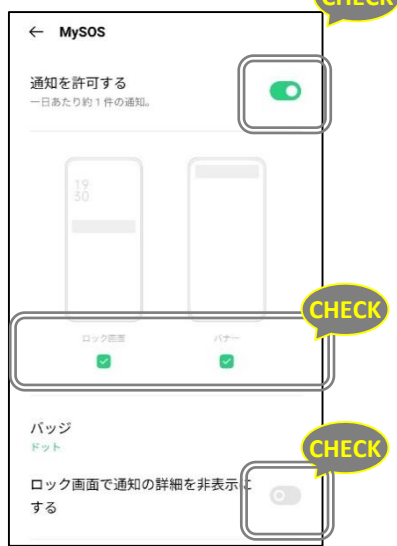 CHECK
← MySOS
通知を許可する
一日あたり約1件の通知。
19
50
CHECK
ロック画面
バナー
バッジ
ドット
CHECK
ロック画面で通知の詳細を非表示に
する